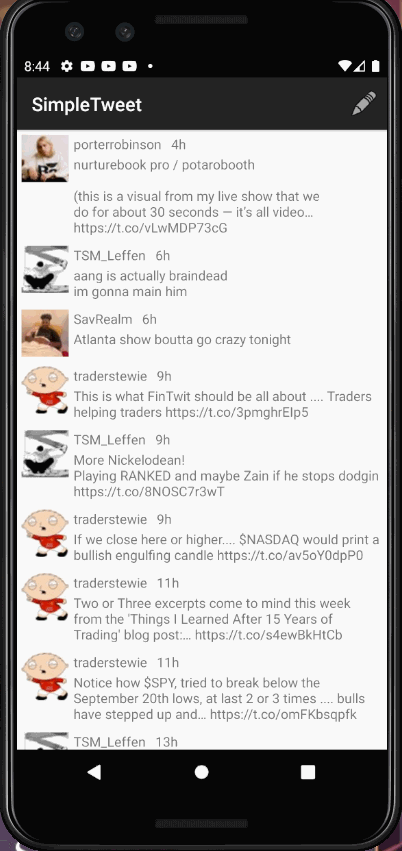 8:44
SimpleTweet
porterrobinson 4h
nurturebook pro / potarobooth
(this is a visual from my live show that we
do for about 30 seconds — it's all video…
https://t.co/vLwMDP73cG
TSM_Leffen 6h
aang is actually braindead
im gonna main him
SavRealm 6h
Atlanta show boutta go crazy tonight
traderstewie 9h
This is what FinTwit should be all about .... Traders
helping traders https://t.co/3pmghrEIp5
TSM_Leffen 9h
More Nickelodean!
Playing RANKED and maybe Zain if he stops dodgin
https://t.co/8NOSC7r3wT
traderstewie 9h
If we close here or higher.... $NASDAQ would print a
bullish engulfing candle https://t.co/av5oY0dpP0
traderstewie 11h
Two or Three excerpts come to mind this week
from the 'Things I Learned After 15 Years of
Trading' blog post:… https://t.co/s4ewBkHtCb
traderstewie 11h
Notice how $SPY, tried to break below the
September 20th lows, at last 2 or 3 times .... bulls
have stepped up and… https://t.co/omFKbsqpfk
TSM_Leffen 13h